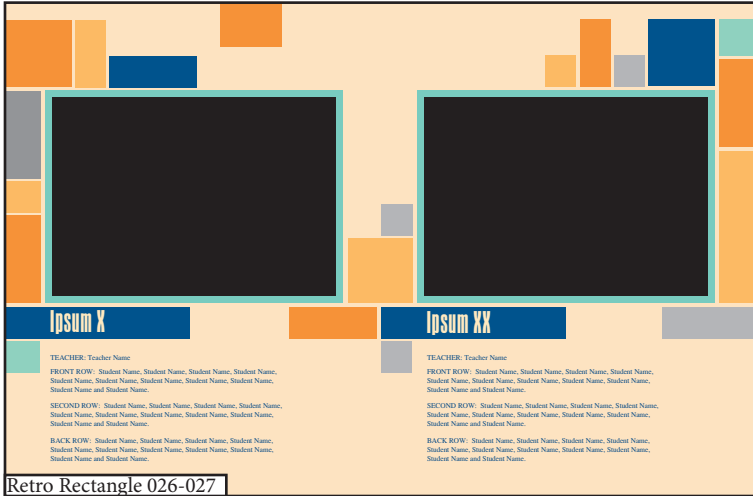 Ipsum X
TEACHER: Teacher Name
FRONT ROW: Student Name, Student Name, Student Name, Student Name,
Student Name, Student Name, Student Name, Student Name, Student Name,
Student Name and Student Name.
SECOND ROW: Student Name, Student Name, Student Name, Student Name,
Student Name, Student Name, Student Name, Student Name, Student Name,
Student Name and Student Name.
BACK ROW: Student Name, Student Name, Student Name, Student Name,
Student Name, Student Name, Student Name, Student Name, Student Name,
Student Name and Student Name.
Ipsum XX
TEACHER: Teacher Name
FRONT ROW: Student Name, Student Name, Student Name, Student Name,
Student Name, Student Name, Student Name, Student Name, Student Name,
Student Name and Student Name.
SECOND ROW: Student Name, Student Name, Student Name, Student Name,
Student Name, Student Name, Student Name, Student Name, Student Name,
Student Name and Student Name.
BACK ROW: Student Name, Student Name, Student Name, Student Name,
Student Name, Student Name, Student Name, Student Name, Student Name,
Student Name and Student Name.
Retro Rectangle 026-027